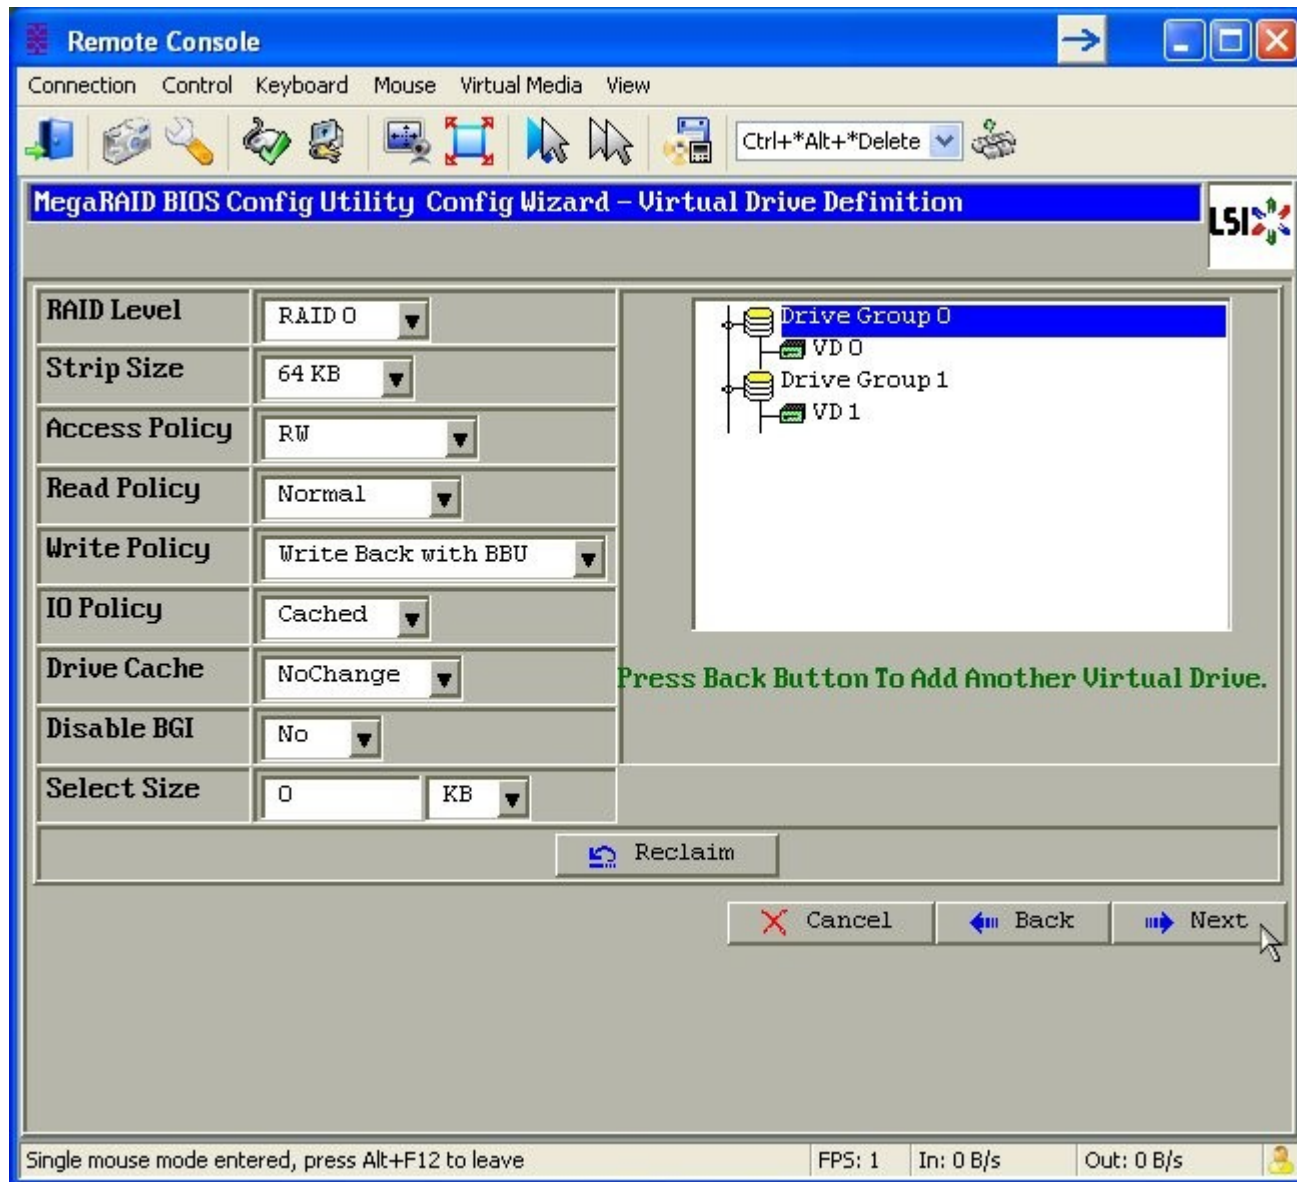 Remote Console
Connection Control Keyboard Mouse Virtual Media View
Ctrl+*Alt+*Delete
MegaRAID BIOS Config Utility Config Wizard – Virtual Drive Definition
LSI
RAID Level RAID 0
Strip Size 64 KB
Access Policy RW
Read Policy Normal
Write Policy Write Back with BBU
IO Policy Cached
Drive Cache NoChange
Disable BGI No
Select Size 0 KB
Drive Group 0
VD 0
Drive Group 1
VD 1
Press Back Button To Add Another Virtual Drive.
Reclaim
Cancel Back Next
Single mouse mode entered, press Alt+F12 to leave FPS: 1 In: 0 B/s Out: 0 B/s